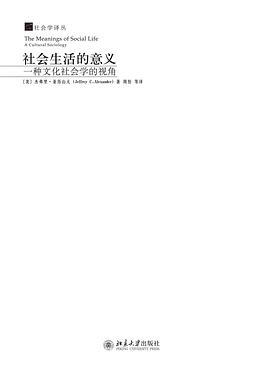 社会学译丛
The Meanings of Social Life
A Cultural Sociology
社会生活的意义
一种文化社会学的视角
〔美〕杰弗里·亚历山大 (Jeffrey C. Alexander) 著 周怡 等译
北京大学出版社
PEKING UNIVERSITY PRESS